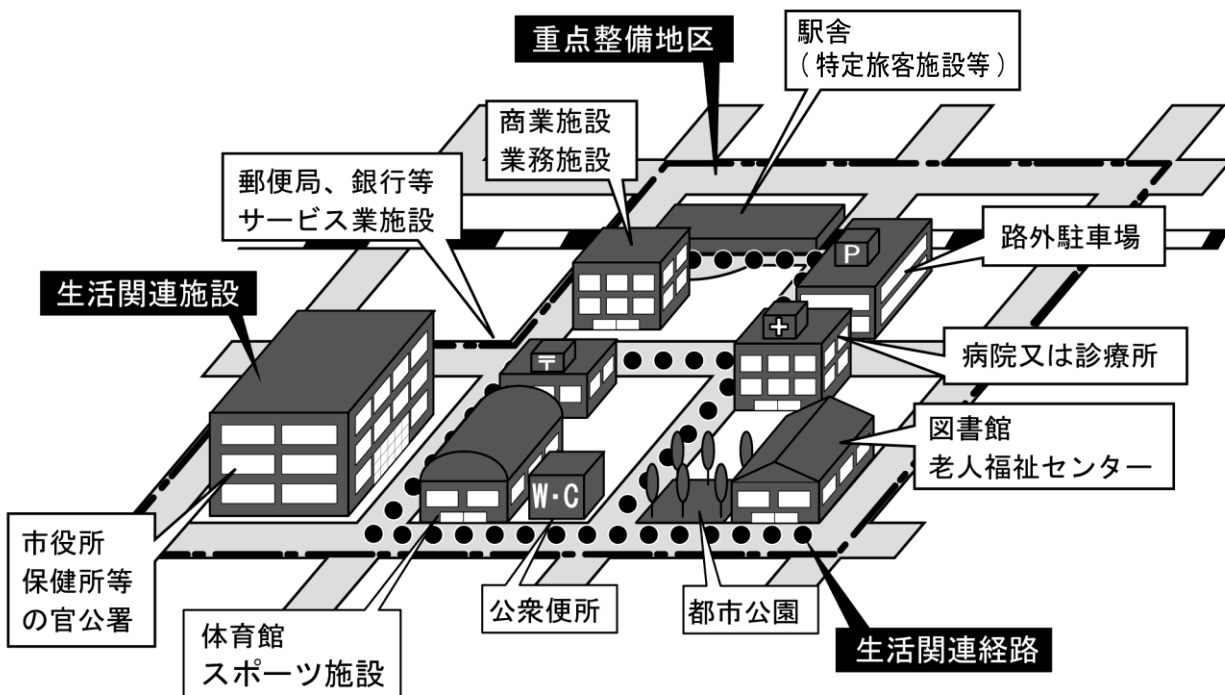 重点整備地区
駅舎
（特定旅客施設等）
商業施設
業務施設
郵便局、銀行等
サービス業施設
路外駐車場
生活関連施設
P
病院又は診療所
〒
図書館
老人福祉センター
W・C
市役所
保健所等
の官公署
公衆便所
都市公園
体育館
スポーツ施設
生活関連経路